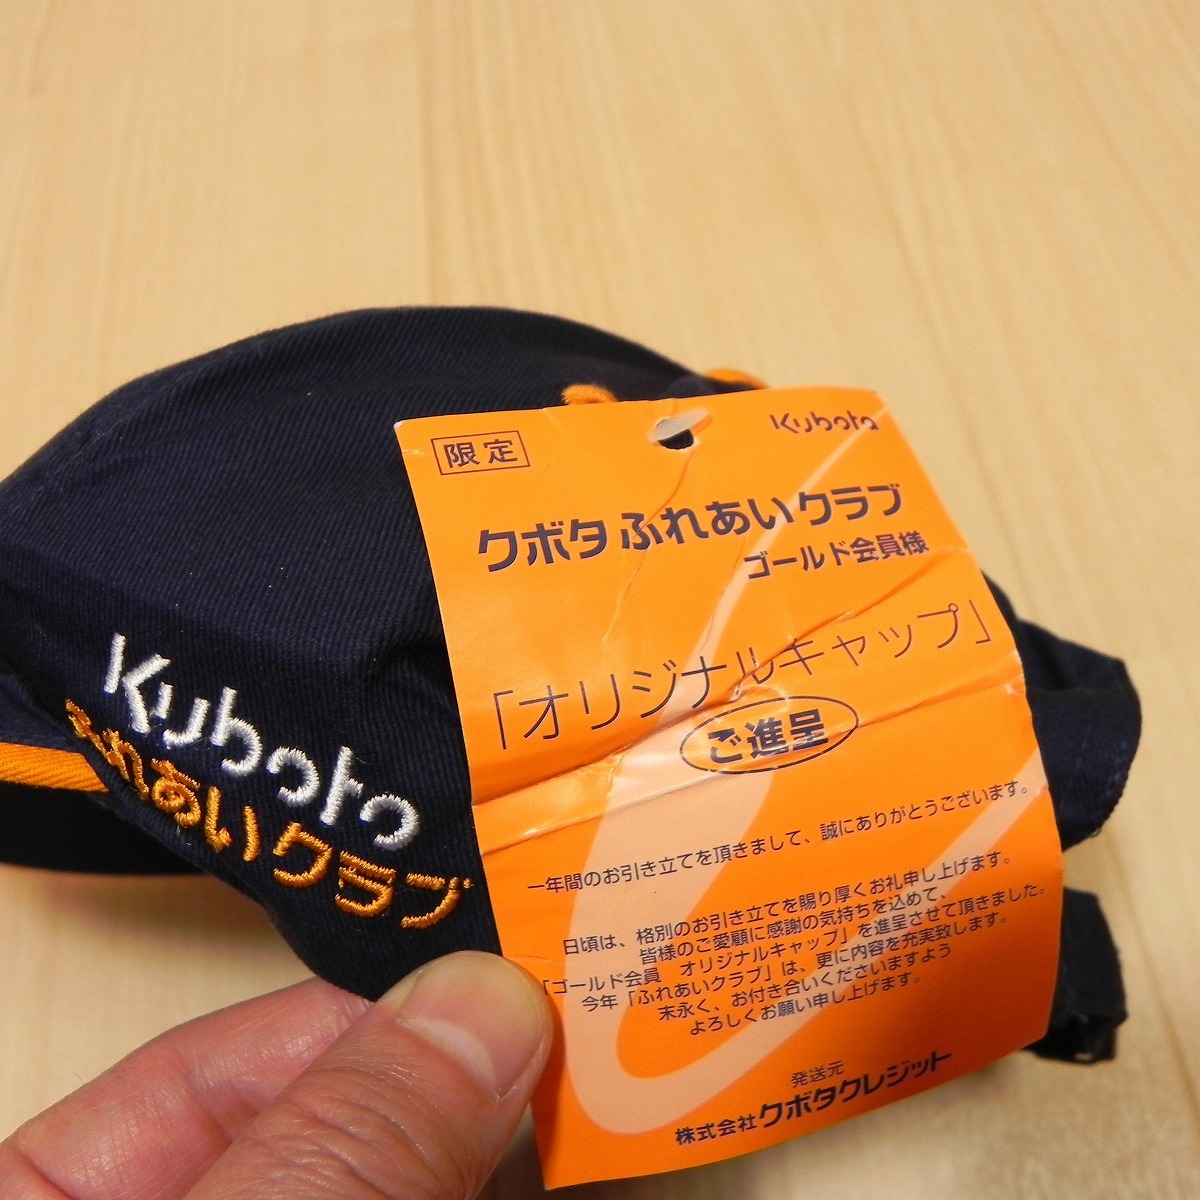 限定
Kubota
クボタ ふれあいクラブ
ゴールド会員様
「オリジナルキャップ」
ご進呈
一年間のお引き立てを頂きまして、誠にありがとうございます。
日頃は、格別のお引き立てを賜り厚くお礼申し上げます。
皆様のご愛顧に感謝の気持ちを込めて、
「ゴールド会員　オリジナルキャップ」を進呈させて頂きました。
今年「ふれあいクラブ」は、更に内容を充実致します。
末永く、お付き合いくださいますよう
よろしくお願い申し上げます。
発送元
株式会社クボタクレジット
Kubota
ふれあいクラブ